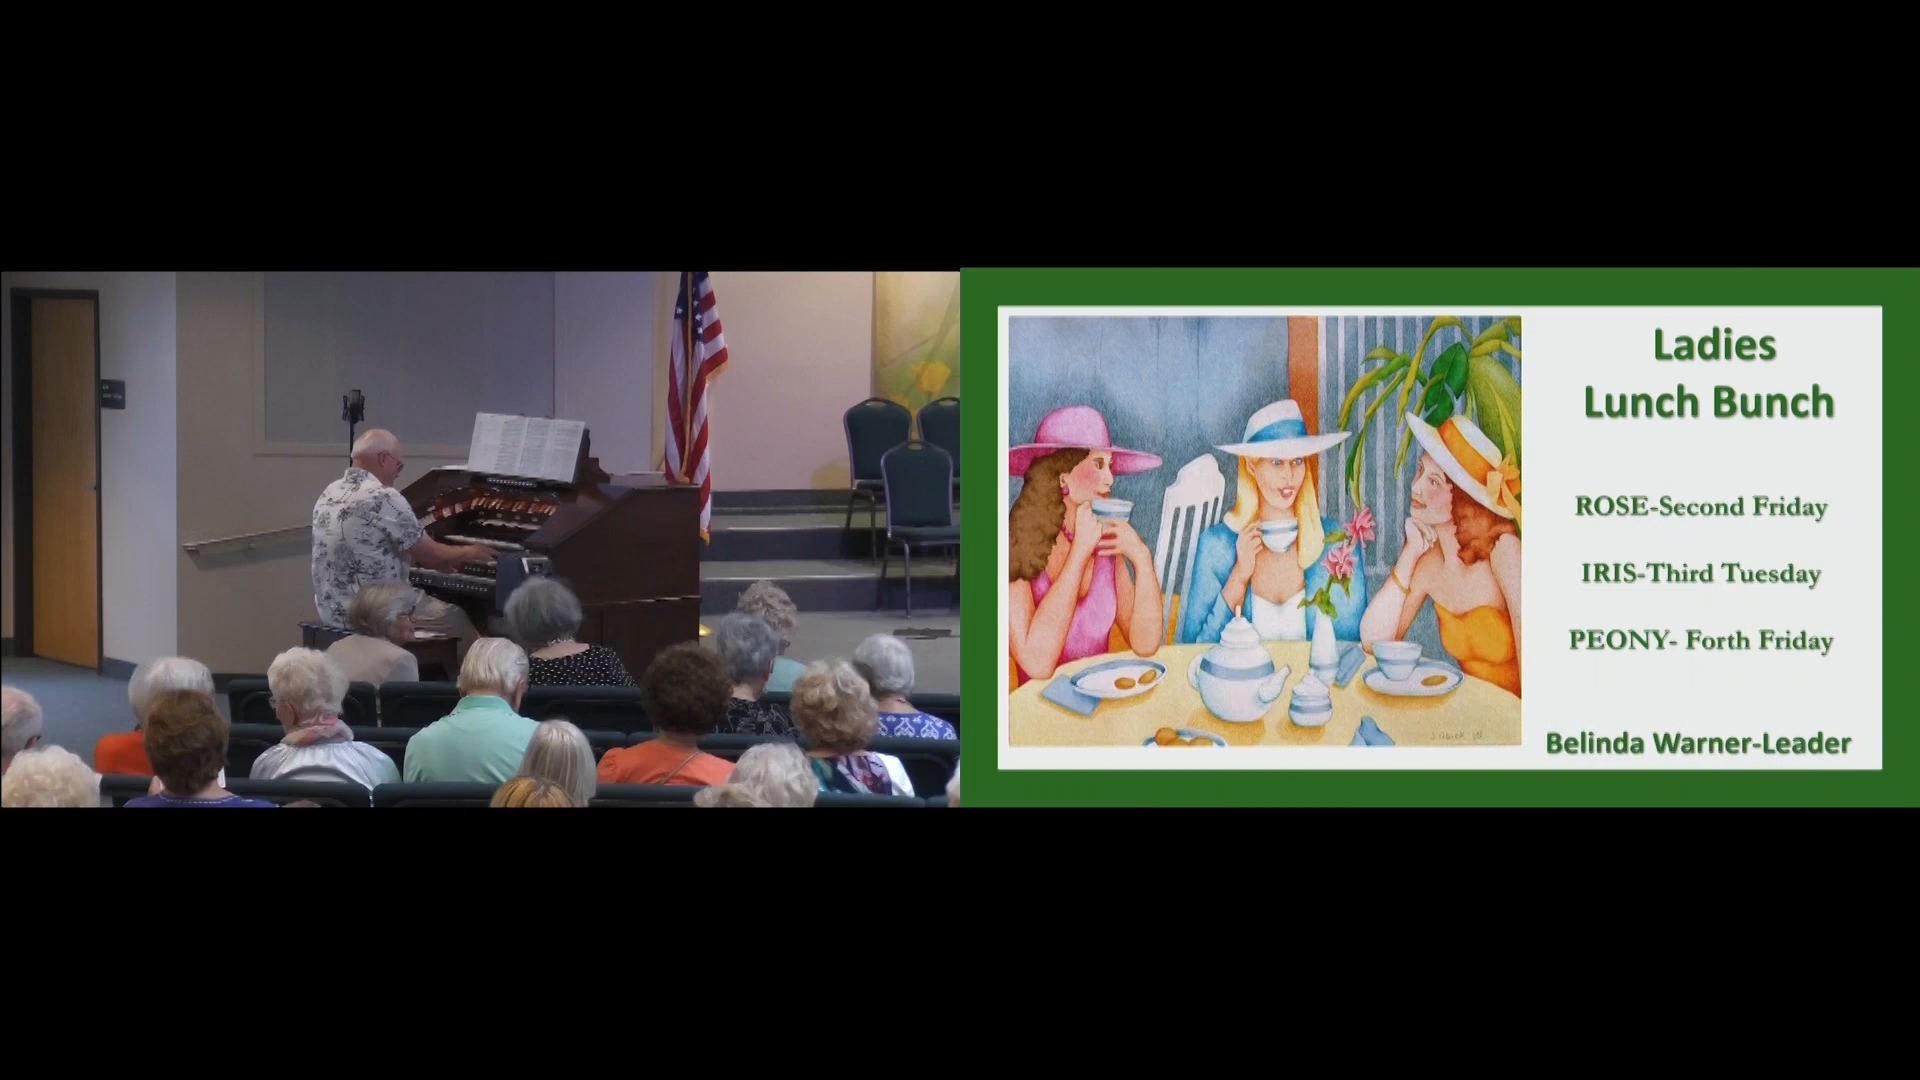 Ladies
Lunch Bunch
ROSE-Second Friday
IRIS-Third Tuesday
PEONY- Forth Friday
Belinda Warner-Leader